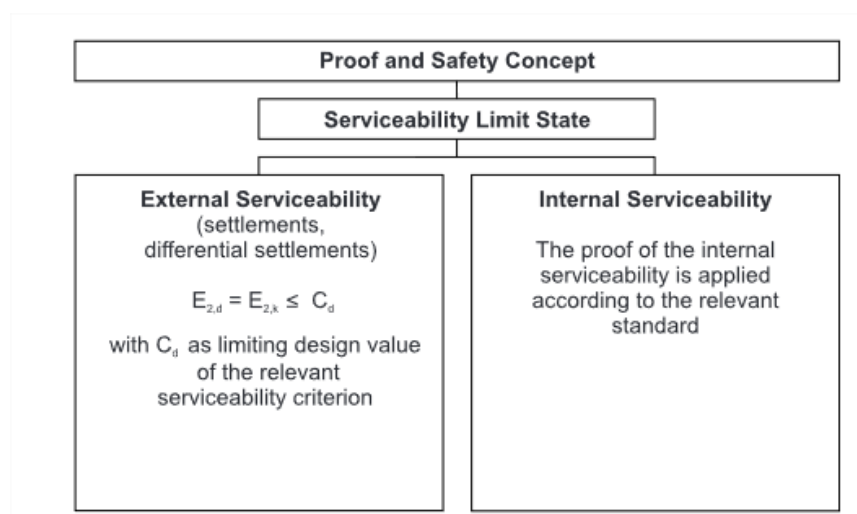 Proof and Safety Concept
Serviceability Limit State
External Serviceability
(settlements,
differential settlements)
E2,d = E2,k ≤ Cd
with Cd as limiting design value
of the relevant
serviceability criterion
Internal Serviceability
The proof of the internal
serviceability is applied
according to the relevant
standard